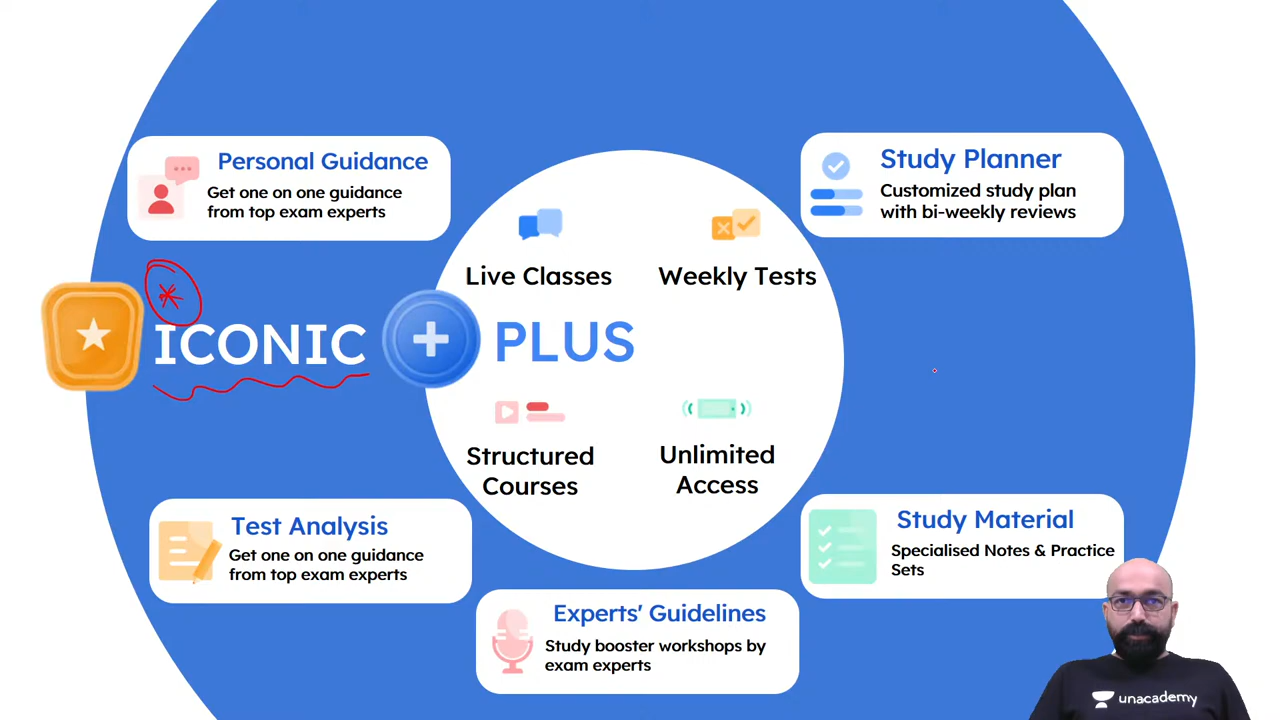 Personal Guidance
Get one on one guidance
from top exam experts
Study Planner
Customized study plan
with bi-weekly reviews
Live Classes
Weekly Tests
ICONIC
PLUS
Structured
Courses
Unlimited
Access
Test Analysis
Get one on one guidance
from top exam experts
Study Material
Specialised Notes & Practice
Sets
Experts' Guidelines
Study booster workshops by
exam experts
unacademy